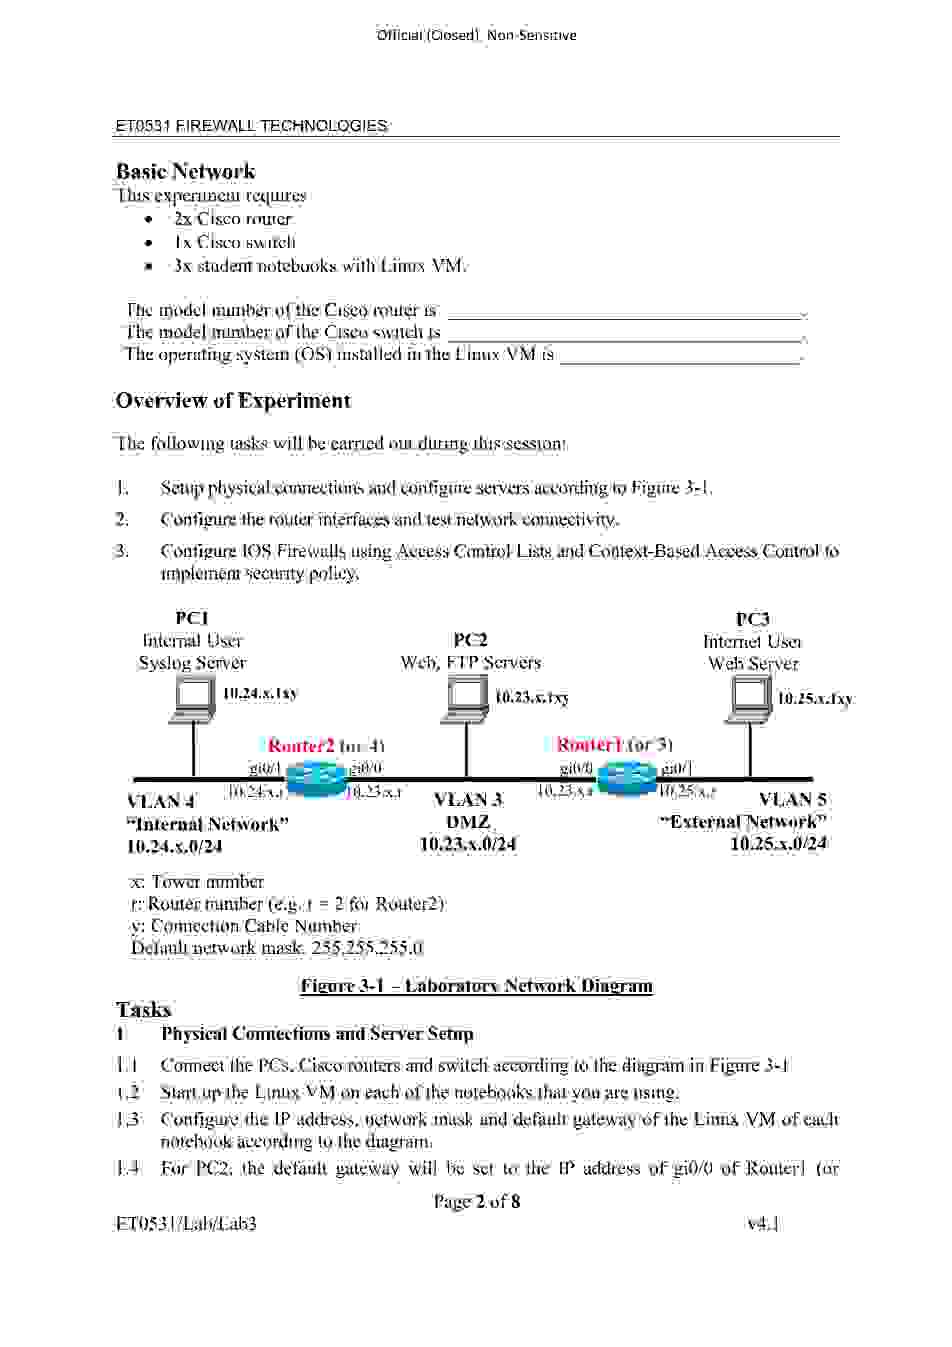 Official (Closed), Non-Sensitive
ET0531 FIREWALL TECHNOLOGIES
Basic Network
This experiment requires
• 2x Cisco router
• 1x Cisco switch
• 3x student notebooks with Linux VM.
The model number of the Cisco router is ____________________.
The model number of the Cisco switch is ____________________.
The operating system (OS) installed in the Linux VM is ____________________.
Overview of Experiment
The following tasks will be carried out during this session:
1. Setup physical connections and configure servers according to Figure 3-1.
2. Configure the router interfaces and test network connectivity.
3. Configure IOS Firewalls using Access Control Lists and Context-Based Access Control to
implement security policy.
PC1
Internal User
Syslog Server
10.24.x.1xy
PC2
Web, FTP Servers
10.23.x.1xy
PC3
Internet User
Web Server
10.25.x.1xy
Router2 (or 4)
gi0/1 gi0/0
10.24.x.r 10.23.x.r
Router1 (or 3)
gi0/0 gi0/1
10.23.x.r 10.25.x.r
VLAN 4
“Internal Network”
10.24.x.0/24
VLAN 3
DMZ
10.23.x.0/24
VLAN 5
“External Network”
10.25.x.0/24
x: Tower number
r: Router number (e.g. r = 2 for Router2)
y: Connection Cable Number
Default network mask: 255.255.255.0
Figure 3-1 – Laboratory Network Diagram
Tasks
1 Physical Connections and Server Setup
1.1 Connect the PCs, Cisco routers and switch according to the diagram in Figure 3-1
1.2 Start up the Linux VM on each of the notebooks that you are using.
1.3 Configure the IP address, network mask and default gateway of the Linux VM of each
notebook according to the diagram.
1.4 For PC2, the default gateway will be set to the IP address of gi0/0 of Router1 (or
Page 2 of 8
ET0531/Lab/Lab3 v4.1